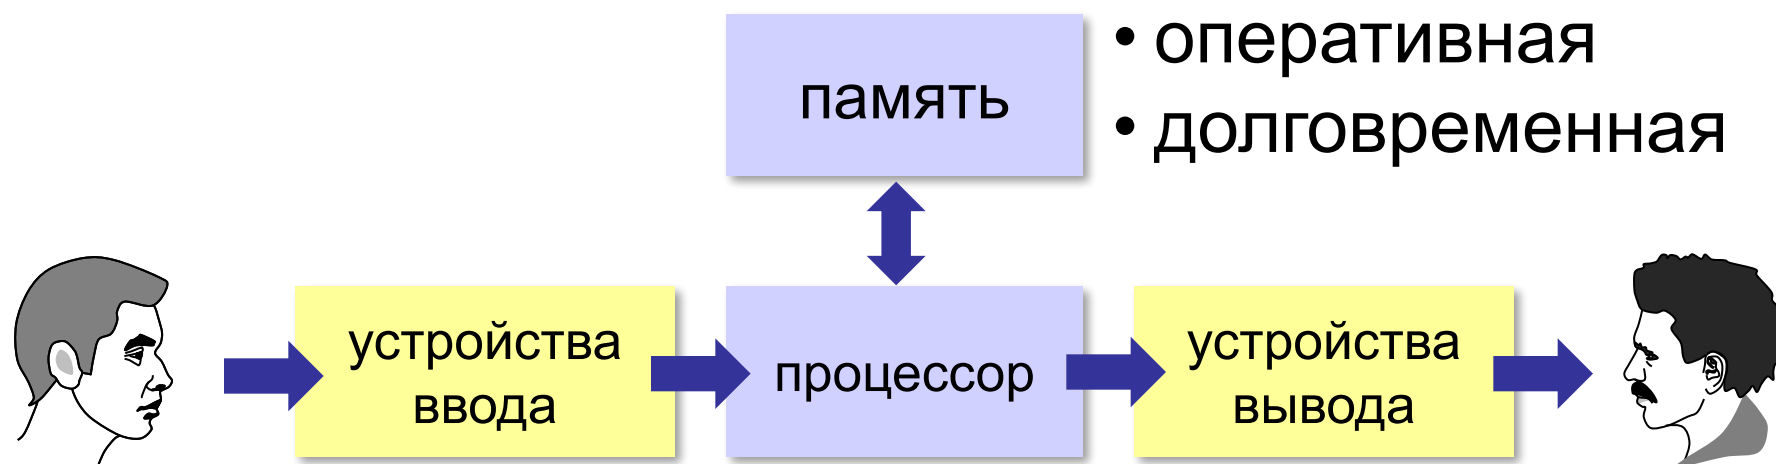 память
• оперативная
• долговременная
устройства
ввода
процессор
устройства
вывода